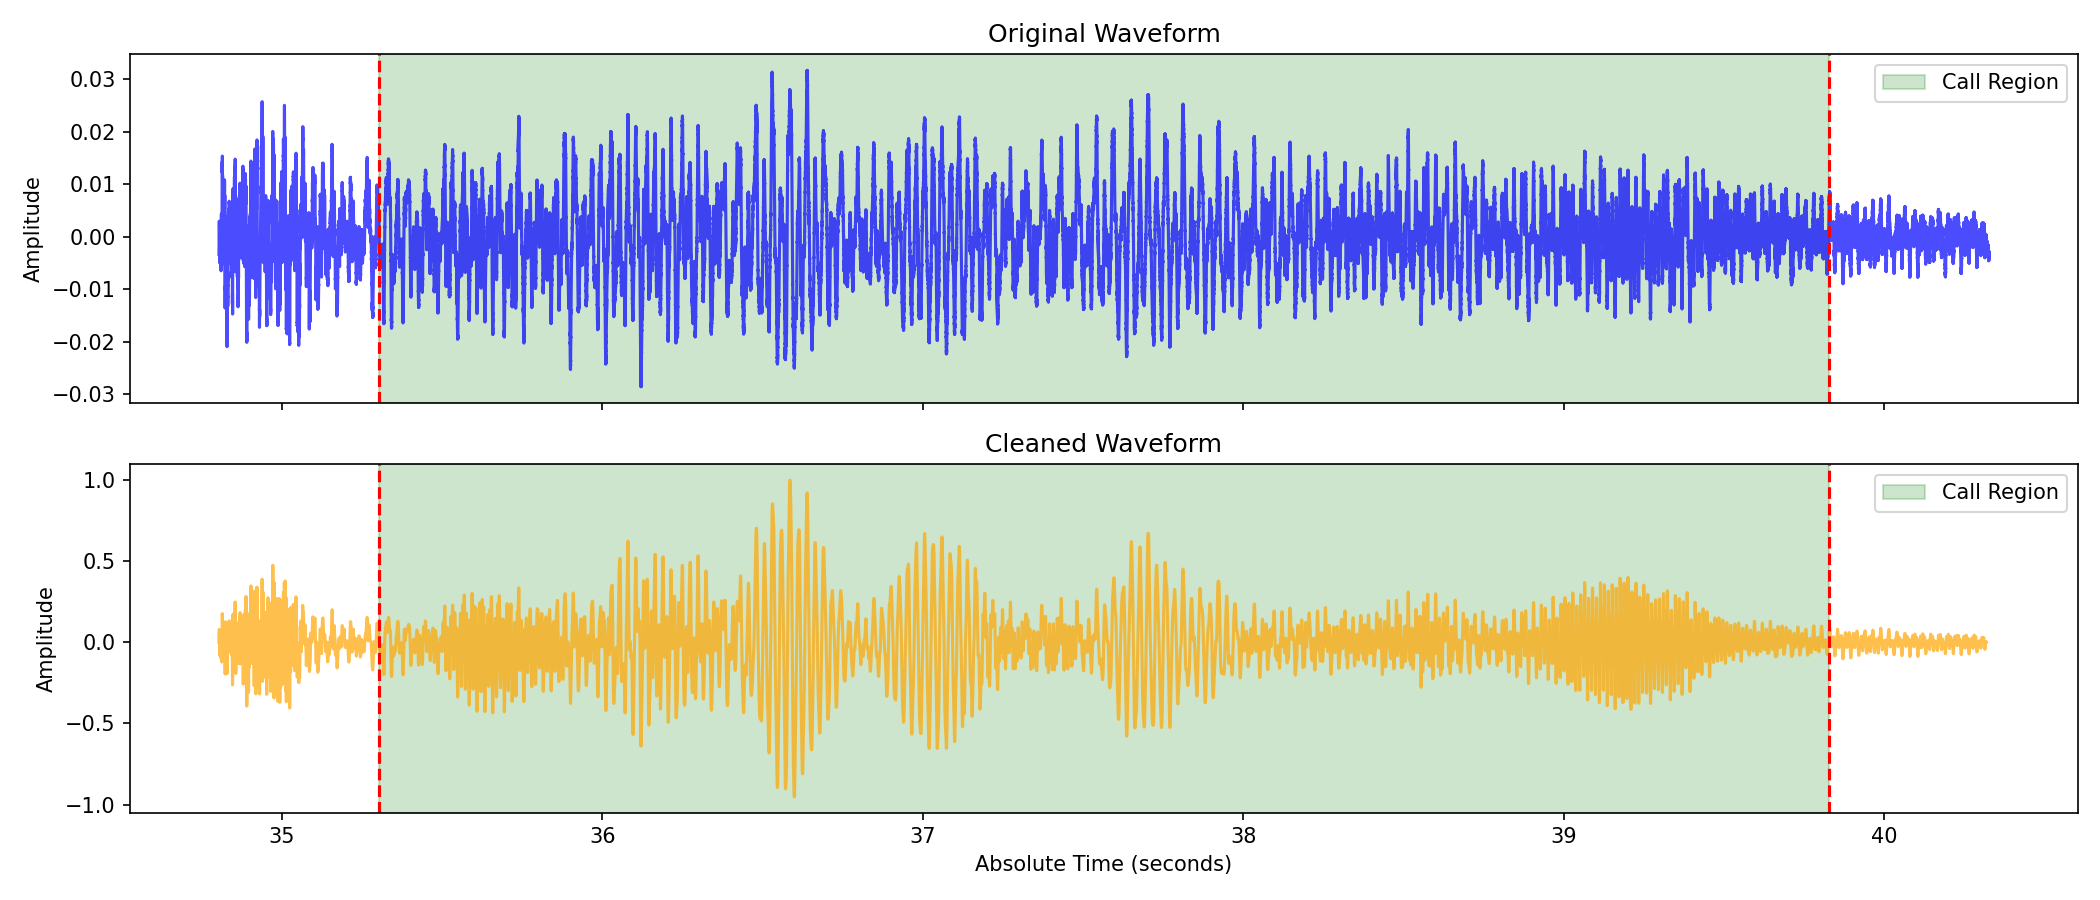 Original Waveform
0.03
0.02
0.01
0.00
−0.01
−0.02
−0.03
Amplitude
Call Region
Cleaned Waveform
1.0
0.5
0.0
−0.5
−1.0
Amplitude
Call Region
35 36 37 38 39 40
Absolute Time (seconds)